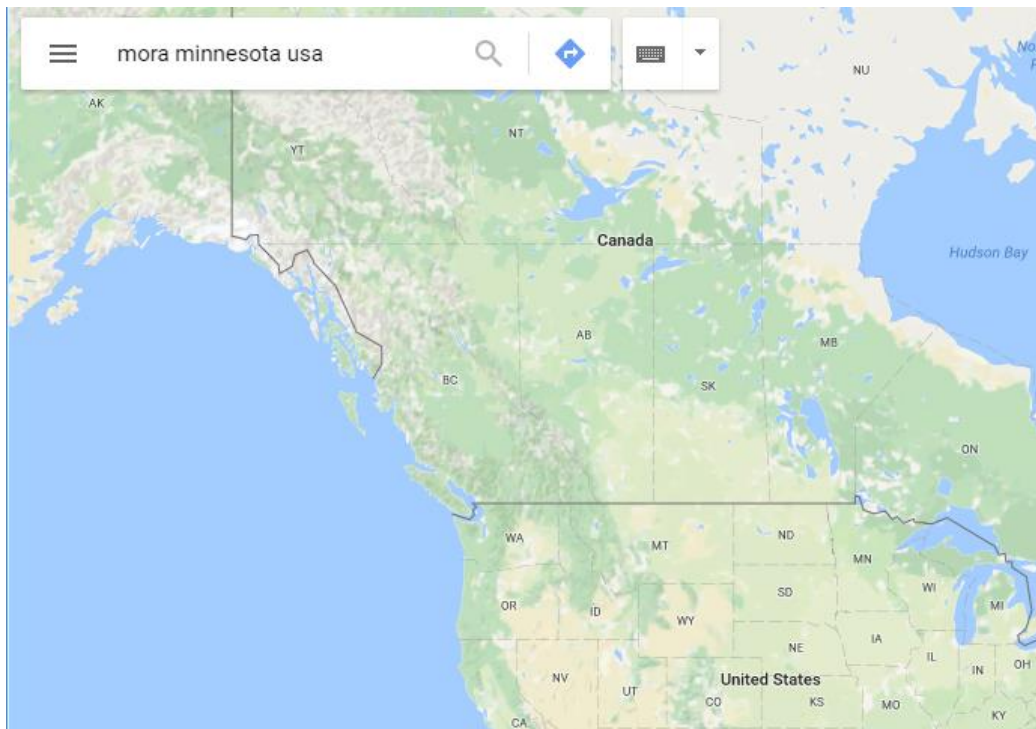 mora minnesota usa
NU
AK
NT
YT
Canada
Hudson Bay
AB
MB
BC
SK
ON
WA
MT
ND
MN
OR
ID
SD
WI
MI
WY
IA
NE
IL
IN
OH
NV
UT
United States
CO
KS
MO
KY
CA